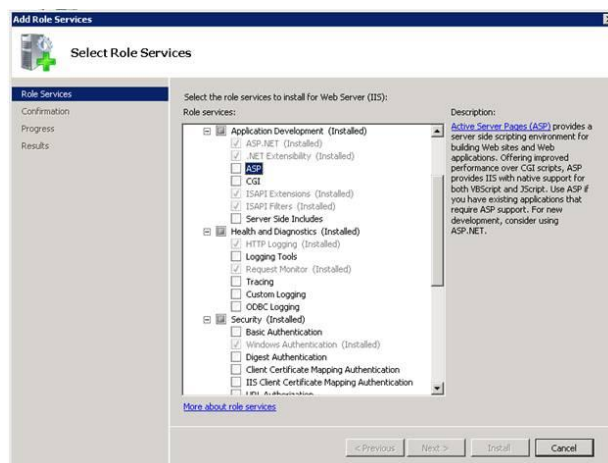 Add Role Services
Select Role Services
Role Services
Confirmation
Progress
Results
Select the role services to install for Web Server (IIS):
Role services:
Application Development (Installed)
ASP.NET (Installed)
.NET Extensibility (Installed)
ASP
CGI
ISAPI Extensions (Installed)
ISAPI Filters (Installed)
Server Side Includes
Health and Diagnostics (Installed)
HTTP Logging (Installed)
Logging Tools
Request Monitor (Installed)
Tracing
Custom Logging
ODBC Logging
Security (Installed)
Basic Authentication
Windows Authentication (Installed)
Digest Authentication
Client Certificate Mapping Authentication
IIS Client Certificate Mapping Authentication
URL Authorization
More about role services
Description:
Active Server Pages (ASP) provides a
server side scripting environment for
building Web sites and Web
applications. Offering improved
performance over CGI scripts, ASP
provides IIS with native support for
both VBScript and JScript. Use ASP if
you have existing applications that
require ASP support. For new
development, consider using
ASP.NET.
< Previous
Next >
Install
Cancel